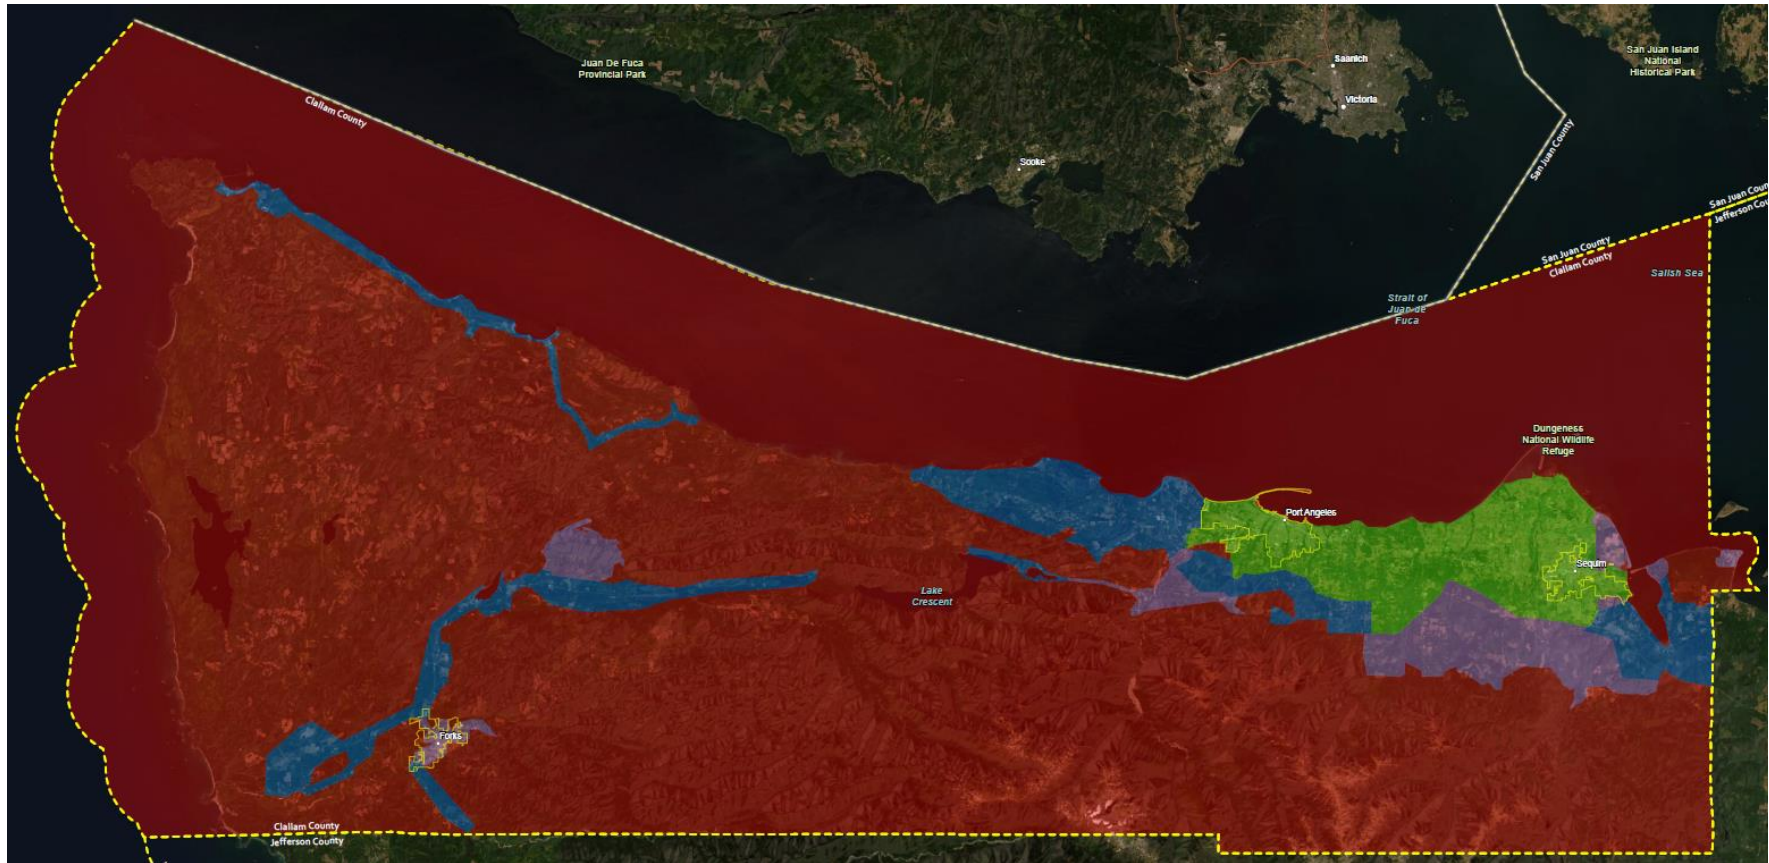 Juan De Fuca
Provincial Park
Saanich
Victoria
San Juan Island
National
Historical Park
Clallam County
Sooke
San Juan County
San Juan Coun
Jefferson Cou
San Juan County
Clallam County
Salish Sea
Strait of
Juan de
Fuca
Dungeness
National Wildlife
Refuge
Port Angeles
Sequim
Lake
Crescent
Forks
Clallam County
Jefferson County